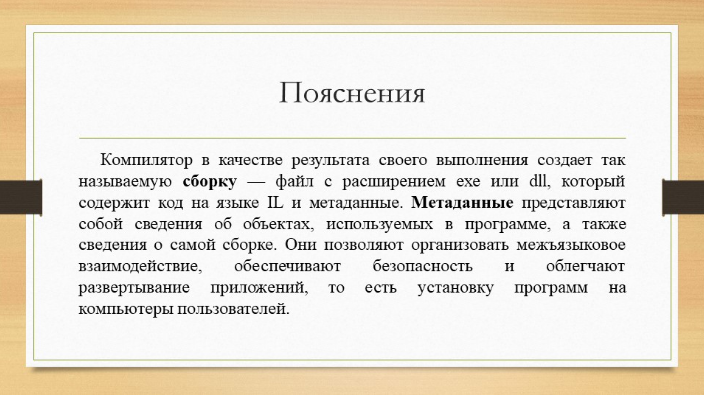 Пояснения
Компилятор в качестве результата своего выполнения создает так
называемую сборку — файл с расширением exe или dll, который
содержит код на языке IL и метаданные. Метаданные представляют
собой сведения об объектах, используемых в программе, а также
сведения о самой сборке. Они позволяют организовать межъязыковое
взаимодействие, обеспечивают безопасность и облегчают
развертывание приложений, то есть установку программ на
компьютеры пользователей.